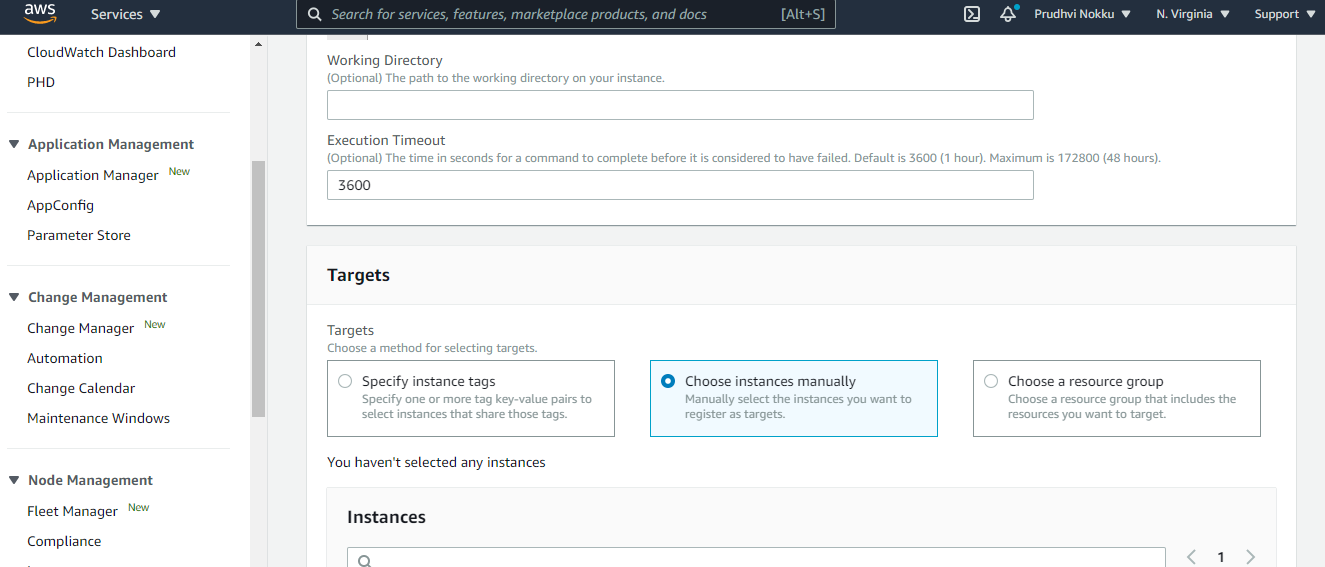 aws
Services
Search for services, features, marketplace products, and docs
[Alt+S]
Prudhvi Nokku
N. Virginia
Support
CloudWatch Dashboard
PHD
Application Management
Application Manager New
AppConfig
Parameter Store
Change Management
Change Manager New
Automation
Change Calendar
Maintenance Windows
Node Management
Fleet Manager New
Compliance
Working Directory
(Optional) The path to the working directory on your instance.
Execution Timeout
(Optional) The time in seconds for a command to complete before it is considered to have failed. Default is 3600 (1 hour). Maximum is 172800 (48 hours).
3600
Targets
Targets
Choose a method for selecting targets.
Specify instance tags
Specify one or more tag key-value pairs to
select instances that share those tags.
Choose instances manually
Manually select the instances you want to
register as targets.
Choose a resource group
Choose a resource group that includes the
resources you want to target.
You haven't selected any instances
Instances
1